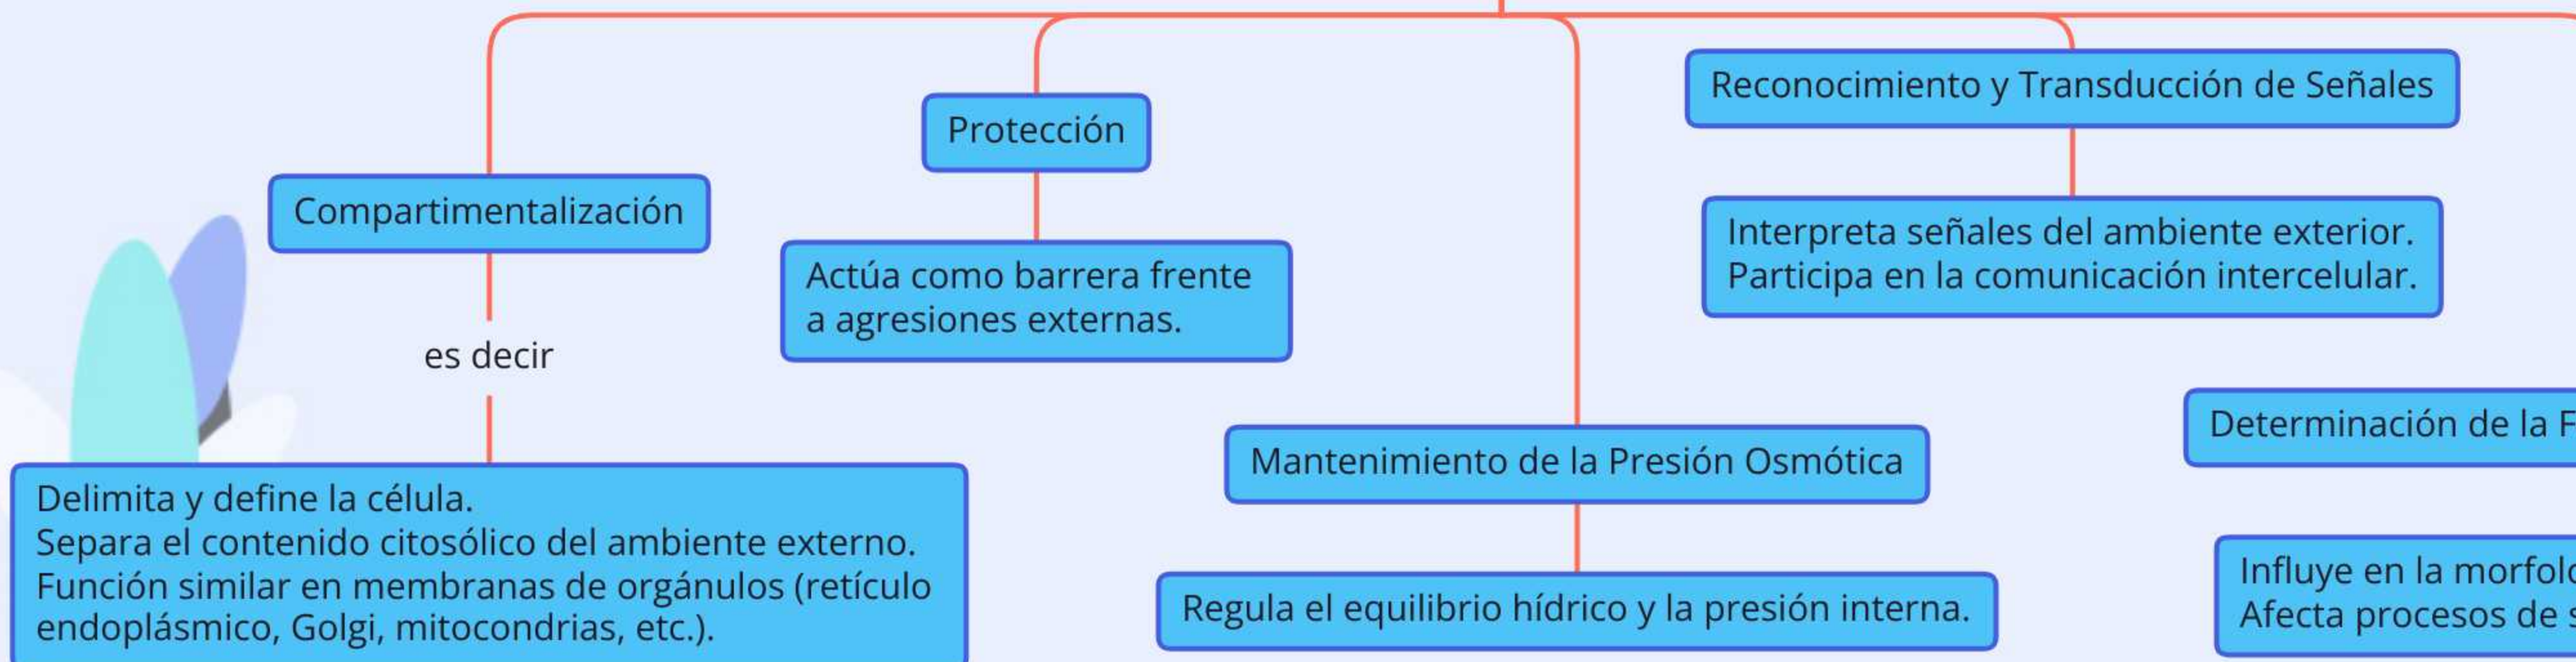 Reconocimiento y Transducción de Señales
Protección
Compartimentalización
Interpreta señales del ambiente exterior.
Participa en la comunicación intercelular.
Actúa como barrera frente
a agresiones externas.
es decir
Determinación de la
Mantenimiento de la Presión Osmótica
Delimita y define la célula.
Separa el contenido citosólico del ambiente externo.
Función similar en membranas de orgánulos (retículo
endoplásmico, Golgi, mitocondrias, etc.).
Regula el equilibrio hídrico y la presión interna.
Influye en la
Afecta procesos de